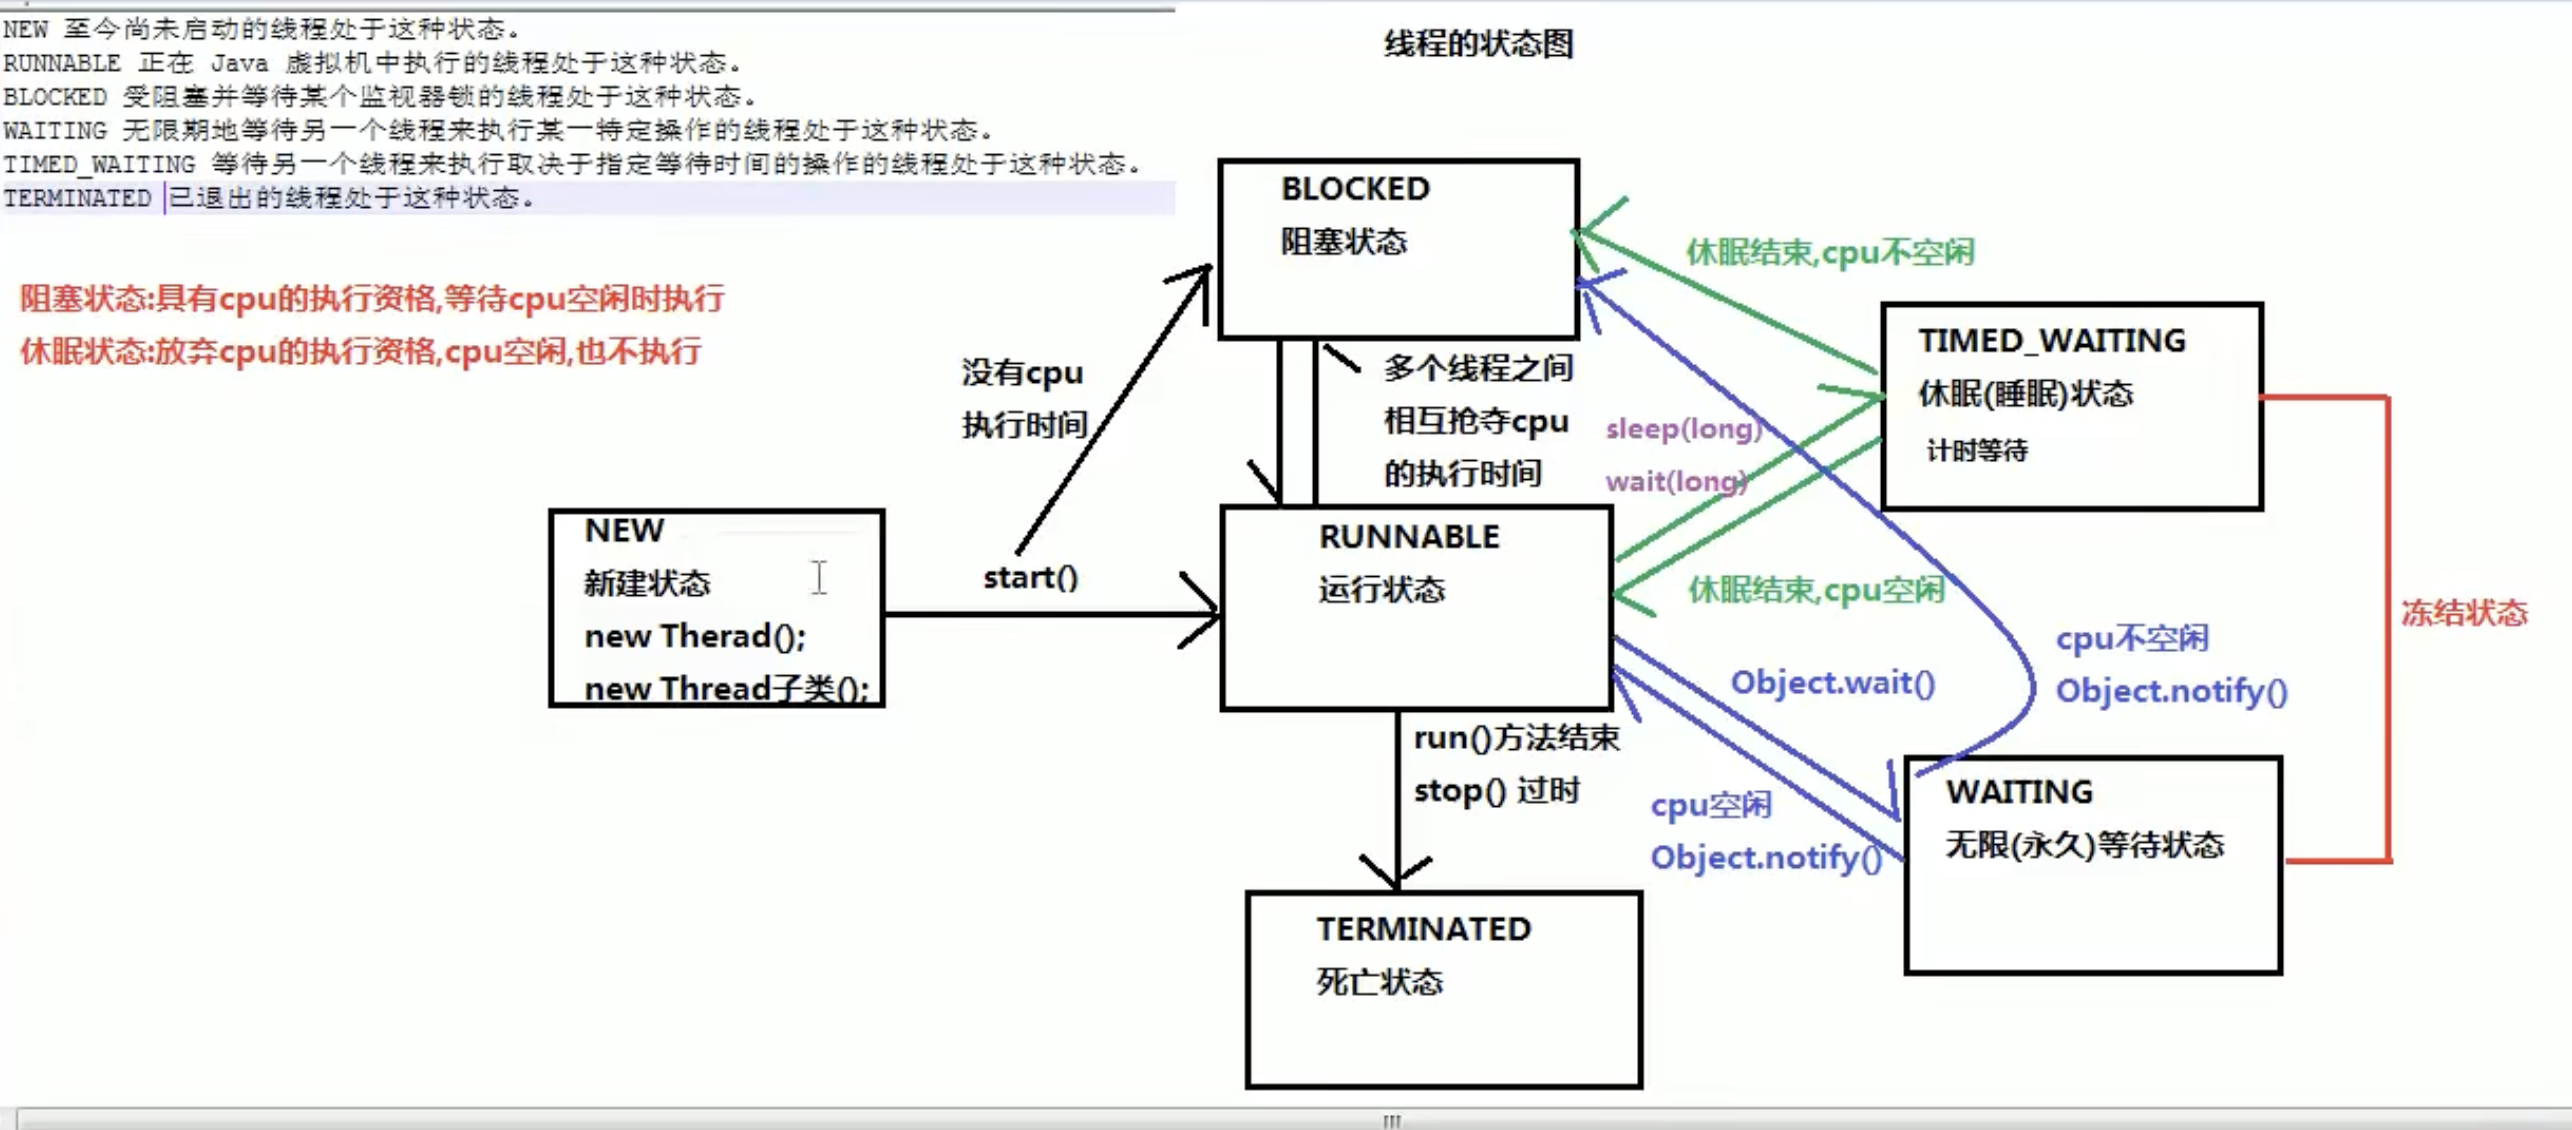 NEW 至今尚未启动的线程处于这种状态。
RUNNABLE 正在 Java 虚拟机中执行的线程处于这种状态。
BLOCKED 受阻塞并等待某个监视器锁的线程处于这种状态。
WAITING 无限期地等待另一个线程来执行某一特定操作的线程处于这种状态。
TIMED_WAITING 等待另一个线程来执行取决于指定等待时间的操作的线程处于这种状态。
TERMINATED 已退出的线程处于这种状态。
线程的状态图
阻塞状态:具有cpu的执行资格,等待cpu空闲时执行
休眠状态:放弃cpu的执行资格,cpu空闲,也不执行
BLOCKED
阻塞状态
休眠结束,cpu不空闲
TIMED_WAITING
休眠(睡眠)状态
计时等待
没有cpu
执行时间
多个线程之间
相互抢夺cpu
的执行时间
sleep(long)
wait(long)
NEW
新建状态
new Therad();
new Thread子类();
start()
RUNNABLE
运行状态
休眠结束,cpu空闲
冻结状态
cpu不空闲
Object.notify()
Object.wait()
run()方法结束
stop() 过时
cpu空闲
Object.notify()
WAITING
无限(永久)等待状态
TERMINATED
死亡状态